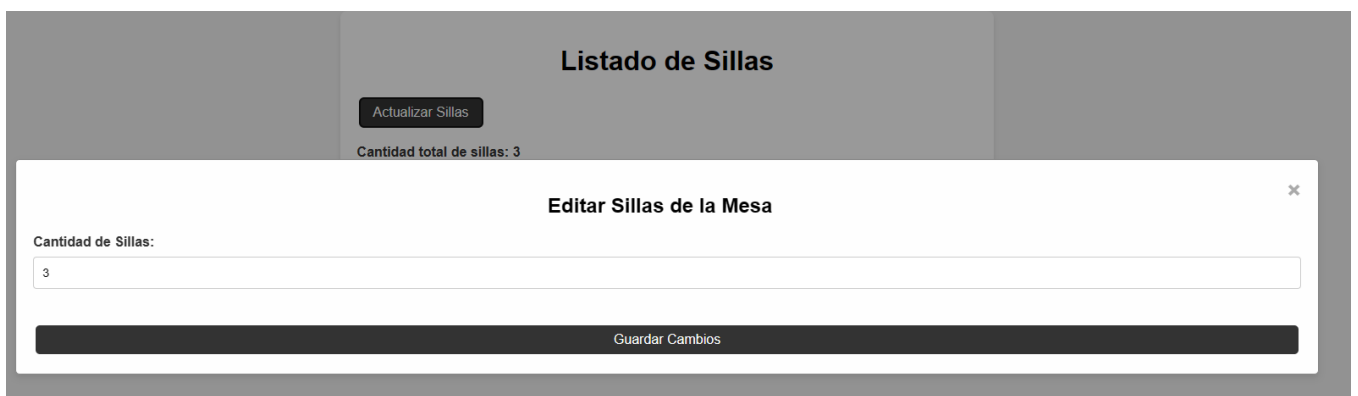 Listado de Sillas
Actualizar Sillas
Cantidad total de sillas: 3
×
Editar Sillas de la Mesa
Cantidad de Sillas:
3
Guardar Cambios